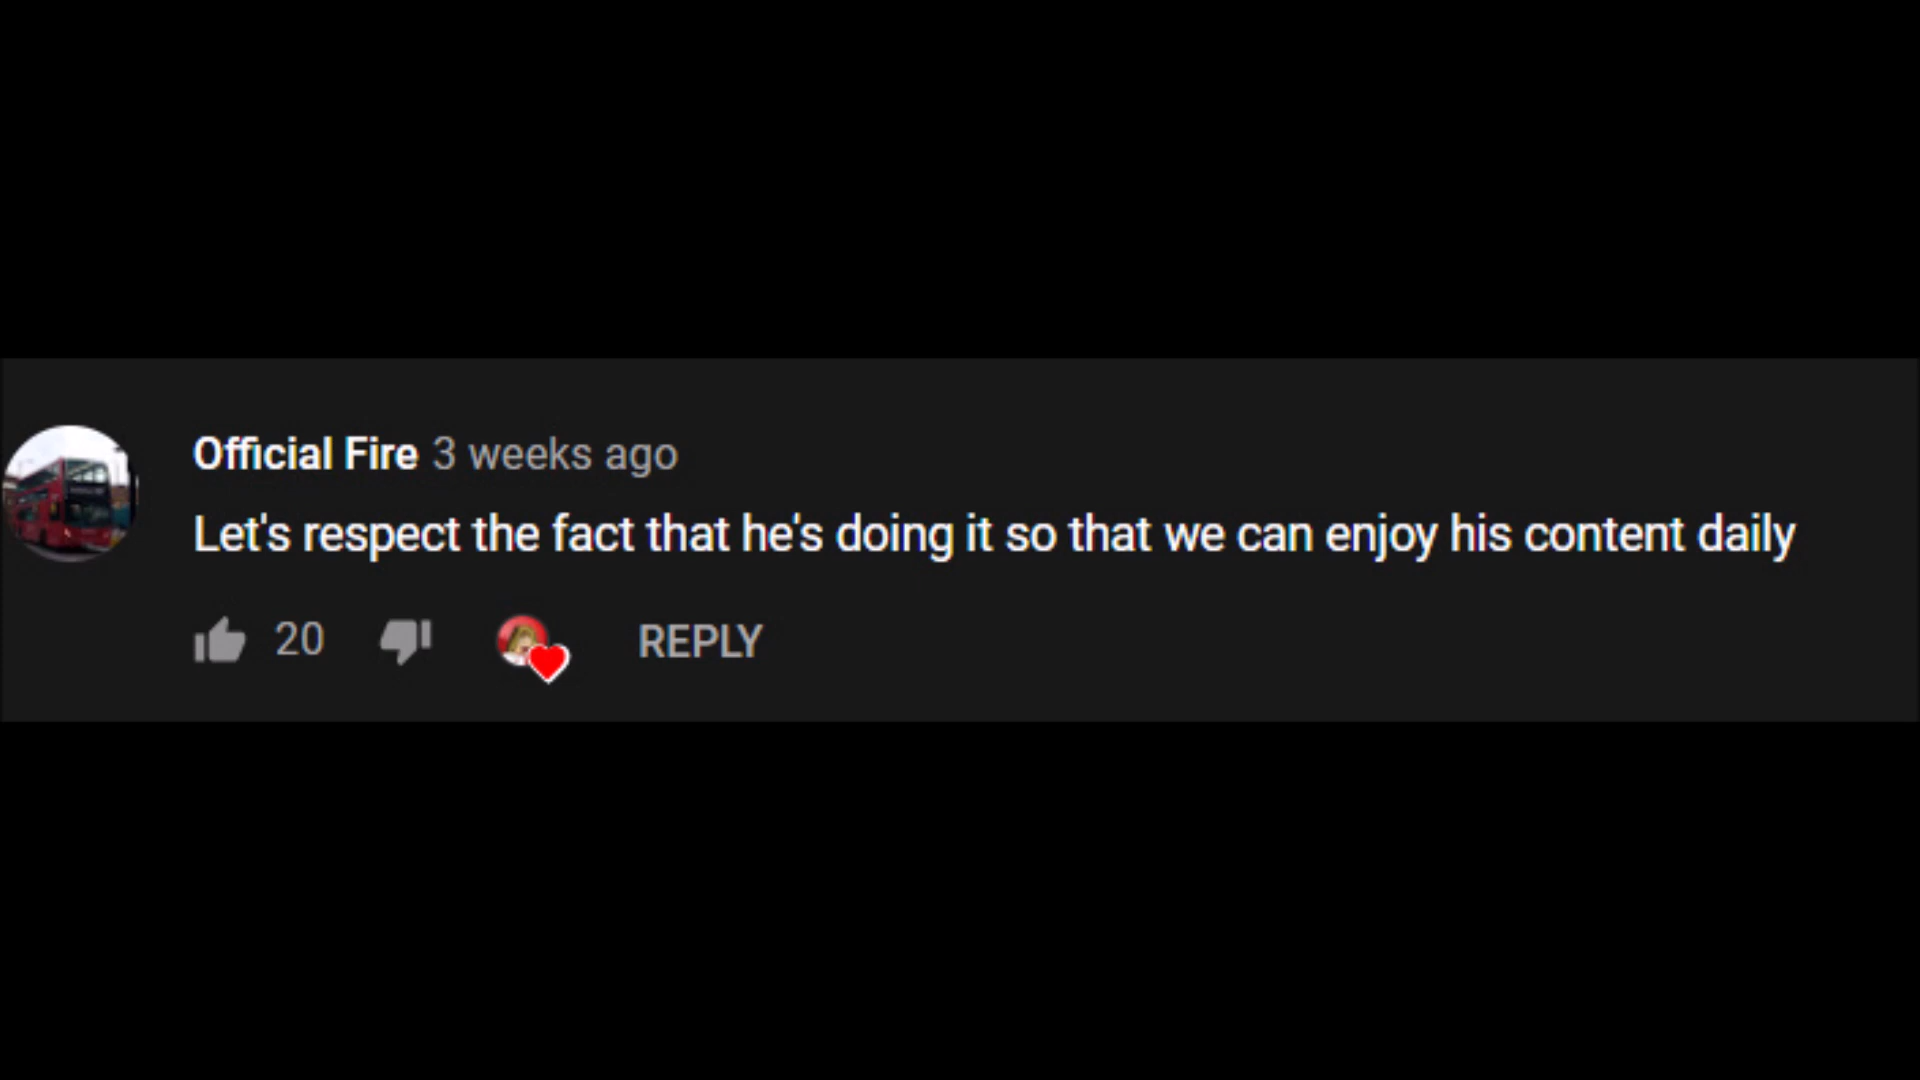 Official Fire 3 weeks ago
Let's respect the fact that he's doing it so that we can enjoy his content daily
20 REPLY